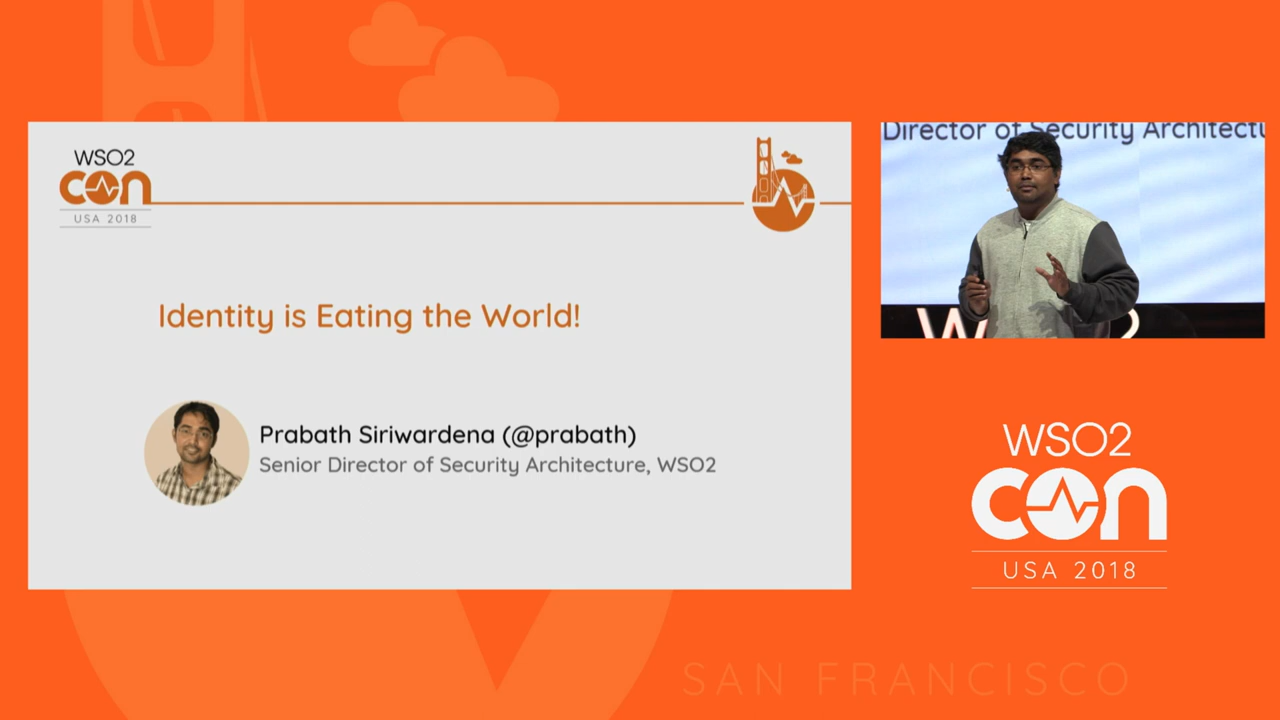 WSO2
con
USA 2018
Identity is Eating the World!
Prabath Siriwardena (@prabath)
Senior Director of Security Architecture, WSO2
Director of Security Architectu
WSO2
con
USA 2018
SAN FRANCISCO